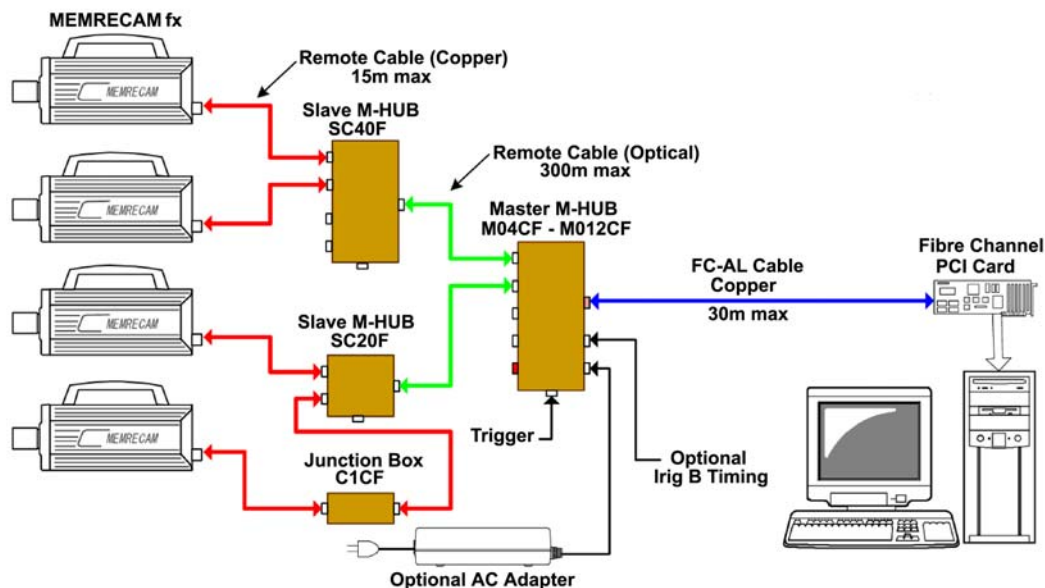 MEMRECAM fx
Remote Cable (Copper)
15m max
MEMRECAM
Slave M-HUB
SC40F
Remote Cable (Optical)
300m max
MEMRECAM
Master M-HUB
M04CF - M012CF
Fibre Channel
PCI Card
FC-AL Cable
Copper
30m max
MEMRECAM
Slave M-HUB
SC20F
MEMRECAM
Trigger
Optional
Irig B Timing
Junction Box
C1CF
Optional AC Adapter